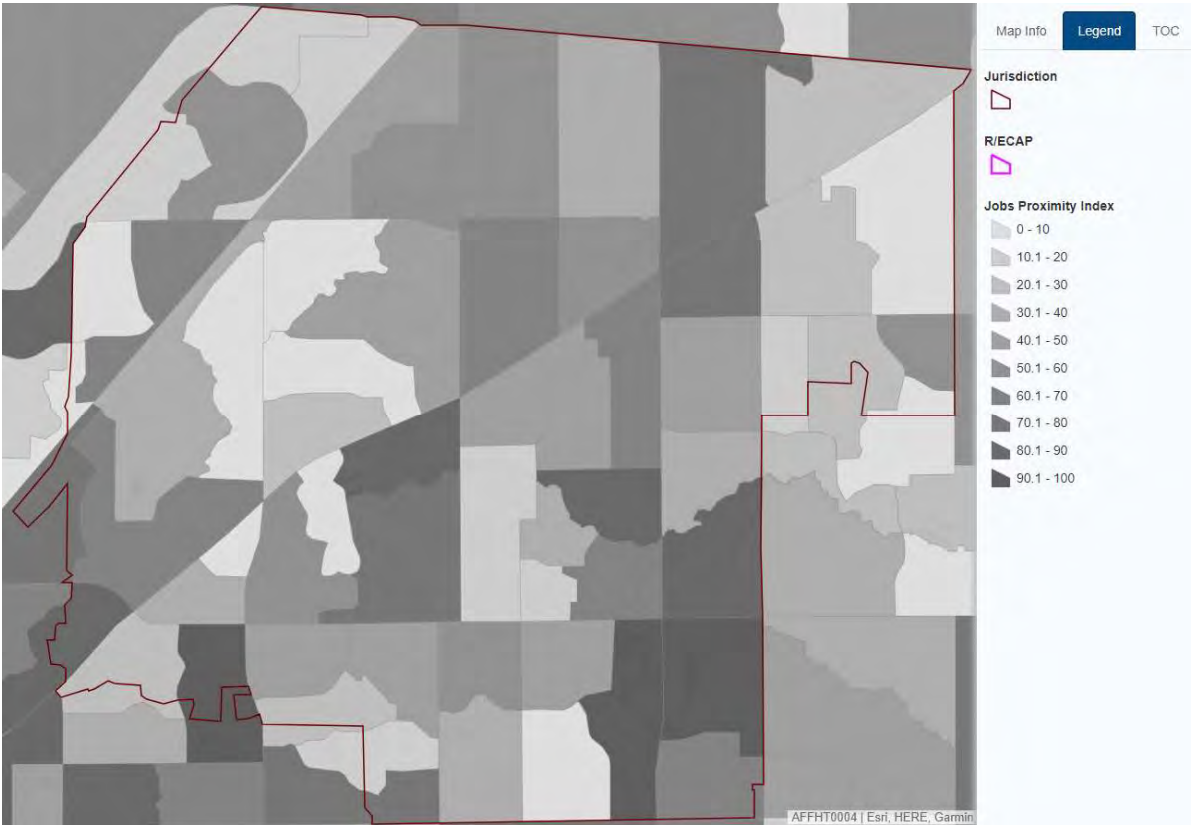 Map Info Legend TOC
Jurisdiction
R/ECAP
Jobs Proximity Index
0 - 10
10.1 - 20
20.1 - 30
30.1 - 40
40.1 - 50
50.1 - 60
60.1 - 70
70.1 - 80
80.1 - 90
90.1 - 100
AFFHT0004 | Esri, HERE, Garmin